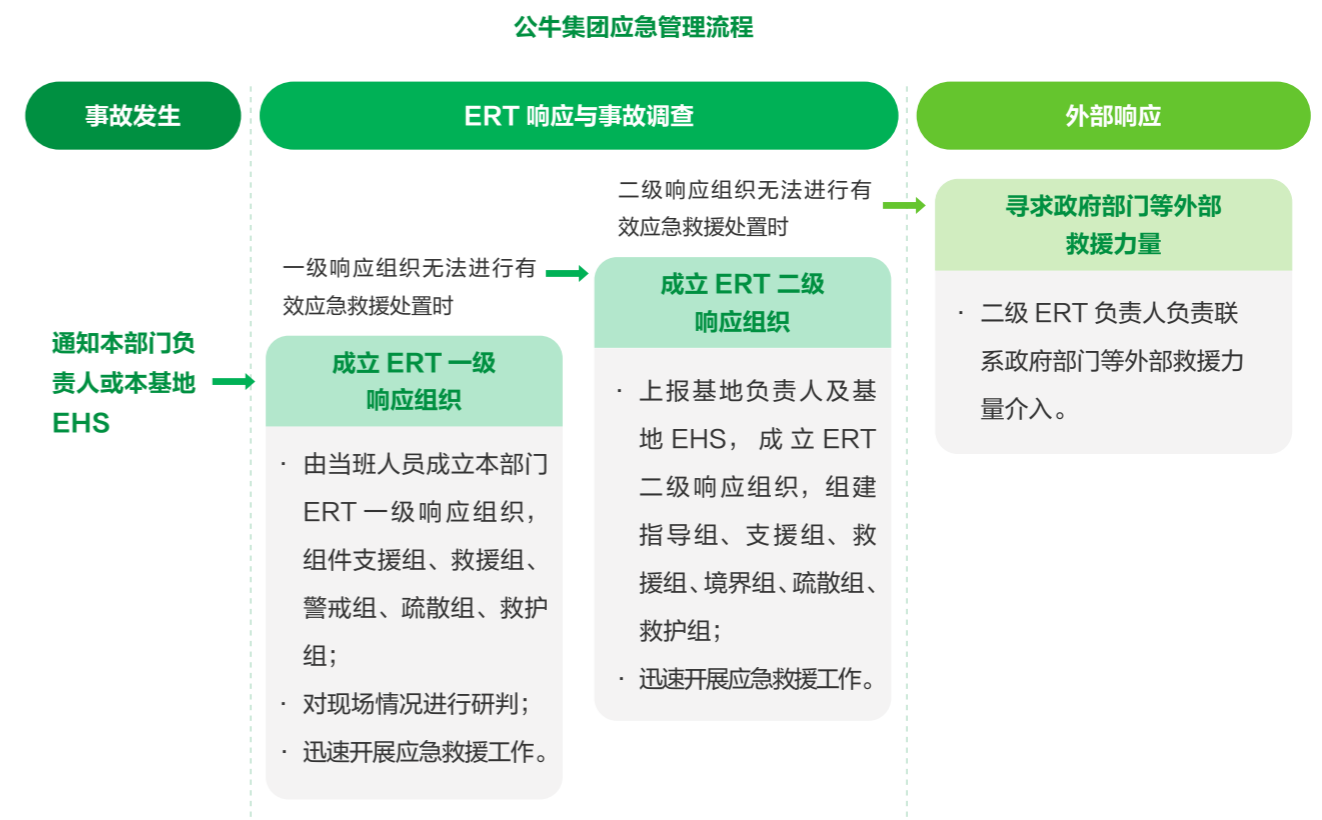 公牛集团应急管理流程
事故发生
ERT 响应与事故调查
外部响应
通知本部门负
责人或本基地
EHS
一级响应组织无法进行有
效应急救援处置时
成立 ERT 一级
响应组织
· 由当班人员成立本部门
ERT 一级响应组织，
组件支援组、救援组、
警戒组、疏散组、救护
组；
· 对现场情况进行研判；
· 迅速开展应急救援工作。
二级响应组织无法进行有
效应急救援处置时
成立 ERT 二级
响应组织
· 上报基地负责人及基
地 EHS， 成 立 ERT
二级响应组织，组建
指导组、支援组、救
援组、境界组、疏散组、
救护组；
· 迅速开展应急救援工作。
寻求政府部门等外部
救援力量
· 二级 ERT 负责人负责联
系政府部门等外部救援力
量介入。